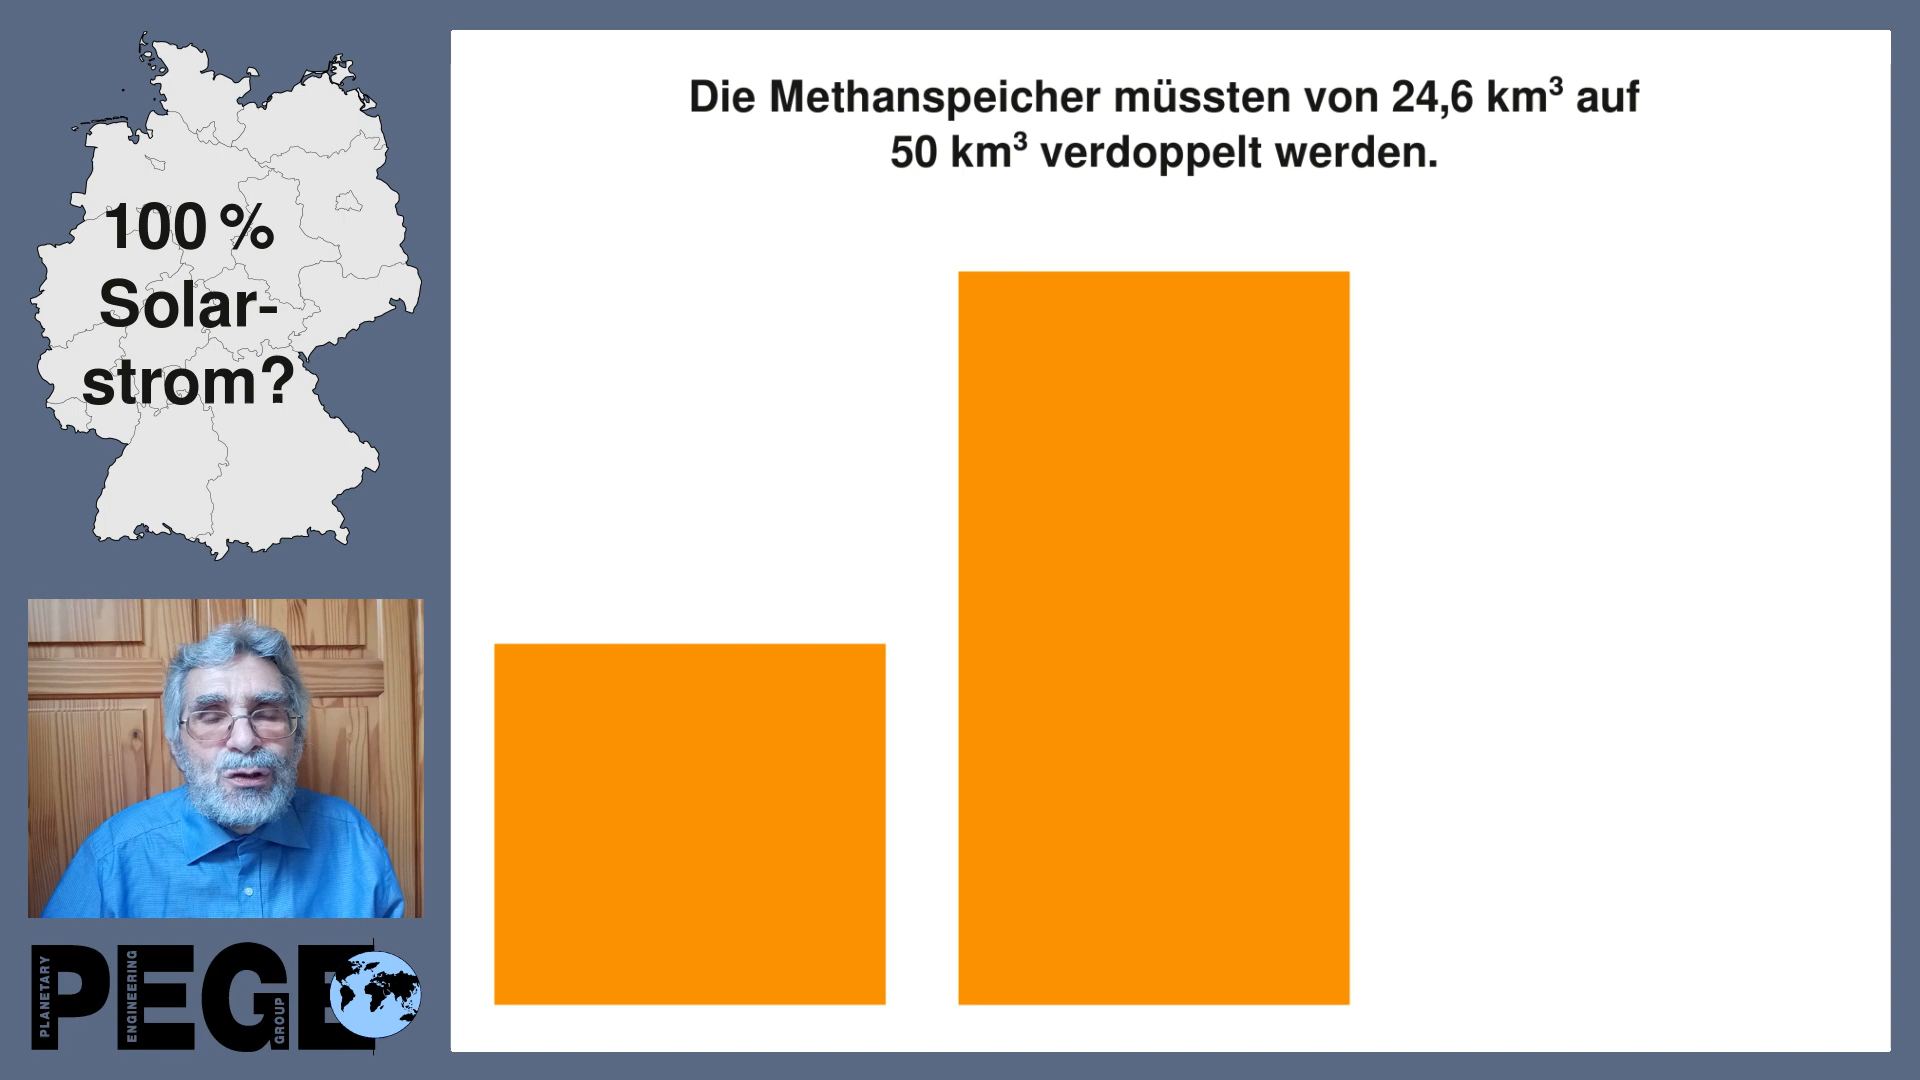 Die Methanspeicher müssten von 24,6 km³ auf
50 km³ verdoppelt werden.
100 %
Solar-
strom?
PEGE
PLANETARY
ENGINEERING
GROUP